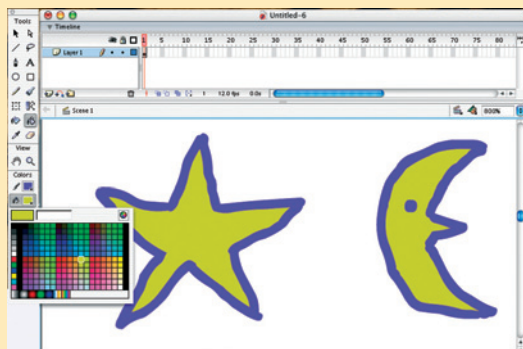 Untitled-6
Tools
Timeline
1 5 10 15 20 25 30 35 40 45 50 55 60 65 70 75 80
Layer 1
1 12.0 fps 0.0s
Scene 1
800%
View
Colors